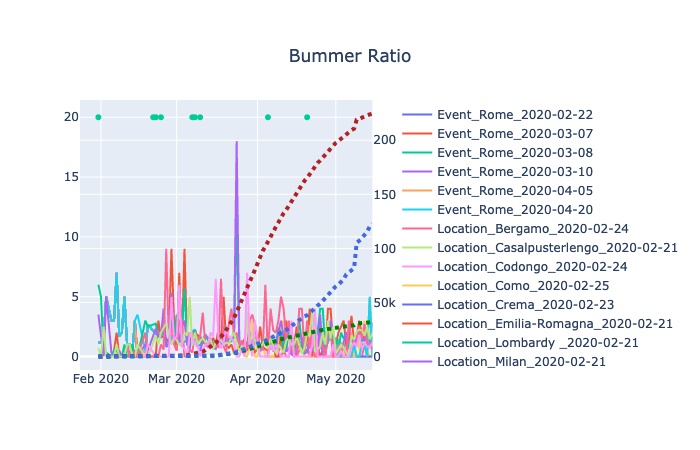 Bummer Ratio
20
15
10
5
0
200
150
100
50k
0
Feb 2020
Mar 2020
Apr 2020
May 2020
Event_Rome_2020-02-22
Event_Rome_2020-03-07
Event_Rome_2020-03-08
Event_Rome_2020-03-10
Event_Rome_2020-04-05
Event_Rome_2020-04-20
Location_Bergamo_2020-02-24
Location_Casalpusterlengo_2020-02-21
Location_Codongo_2020-02-24
Location_Como_2020-02-25
Location_Crema_2020-02-23
Location_Emilia-Romagna_2020-02-21
Location_Lombardy _2020-02-21
Location_Milan_2020-02-21